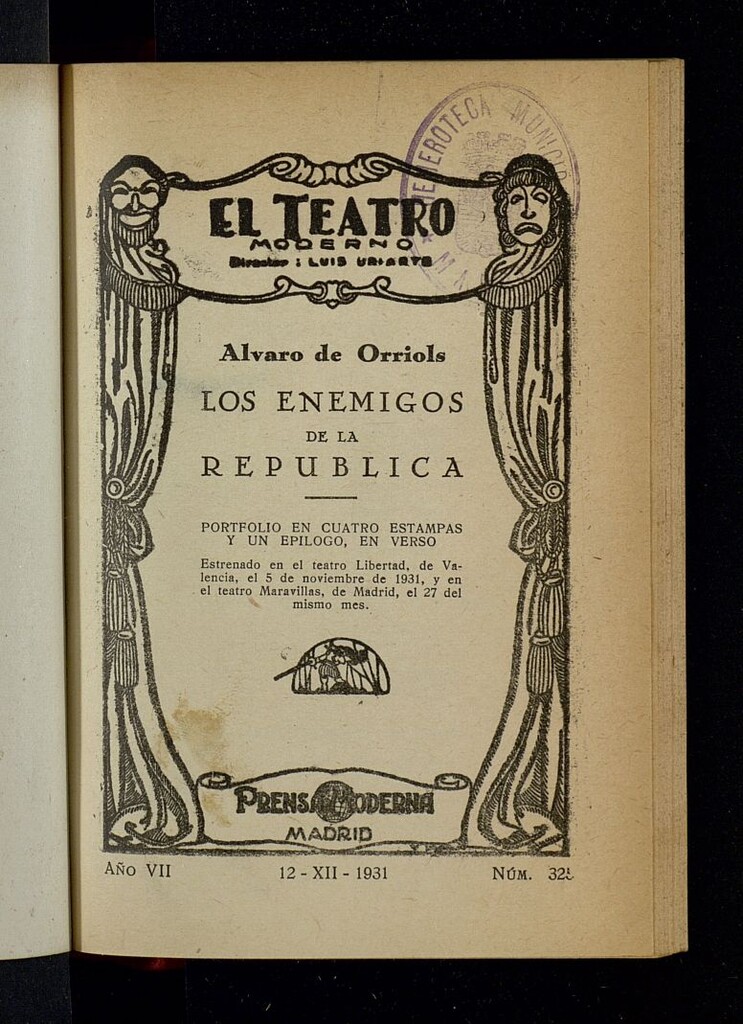 HEMEROTECA MUNICIPAL
EL TEATRO
MODERNO
Director : LUIS URIARTE
Alvaro de Orriols
LOS ENEMIGOS
DE LA
REPUBLICA
PORTFOLIO EN CUATRO ESTAMPAS
Y UN EPILOGO, EN VERSO
Estrenado en el teatro Libertad, de Va-
lencia, el 5 de noviembre de 1931, y en
el teatro Maravillas, de Madrid, el 27 del
mismo mes.
PRENSA MODERNA
MADRID
AÑO VII
12 - XII - 1931
NÚM.